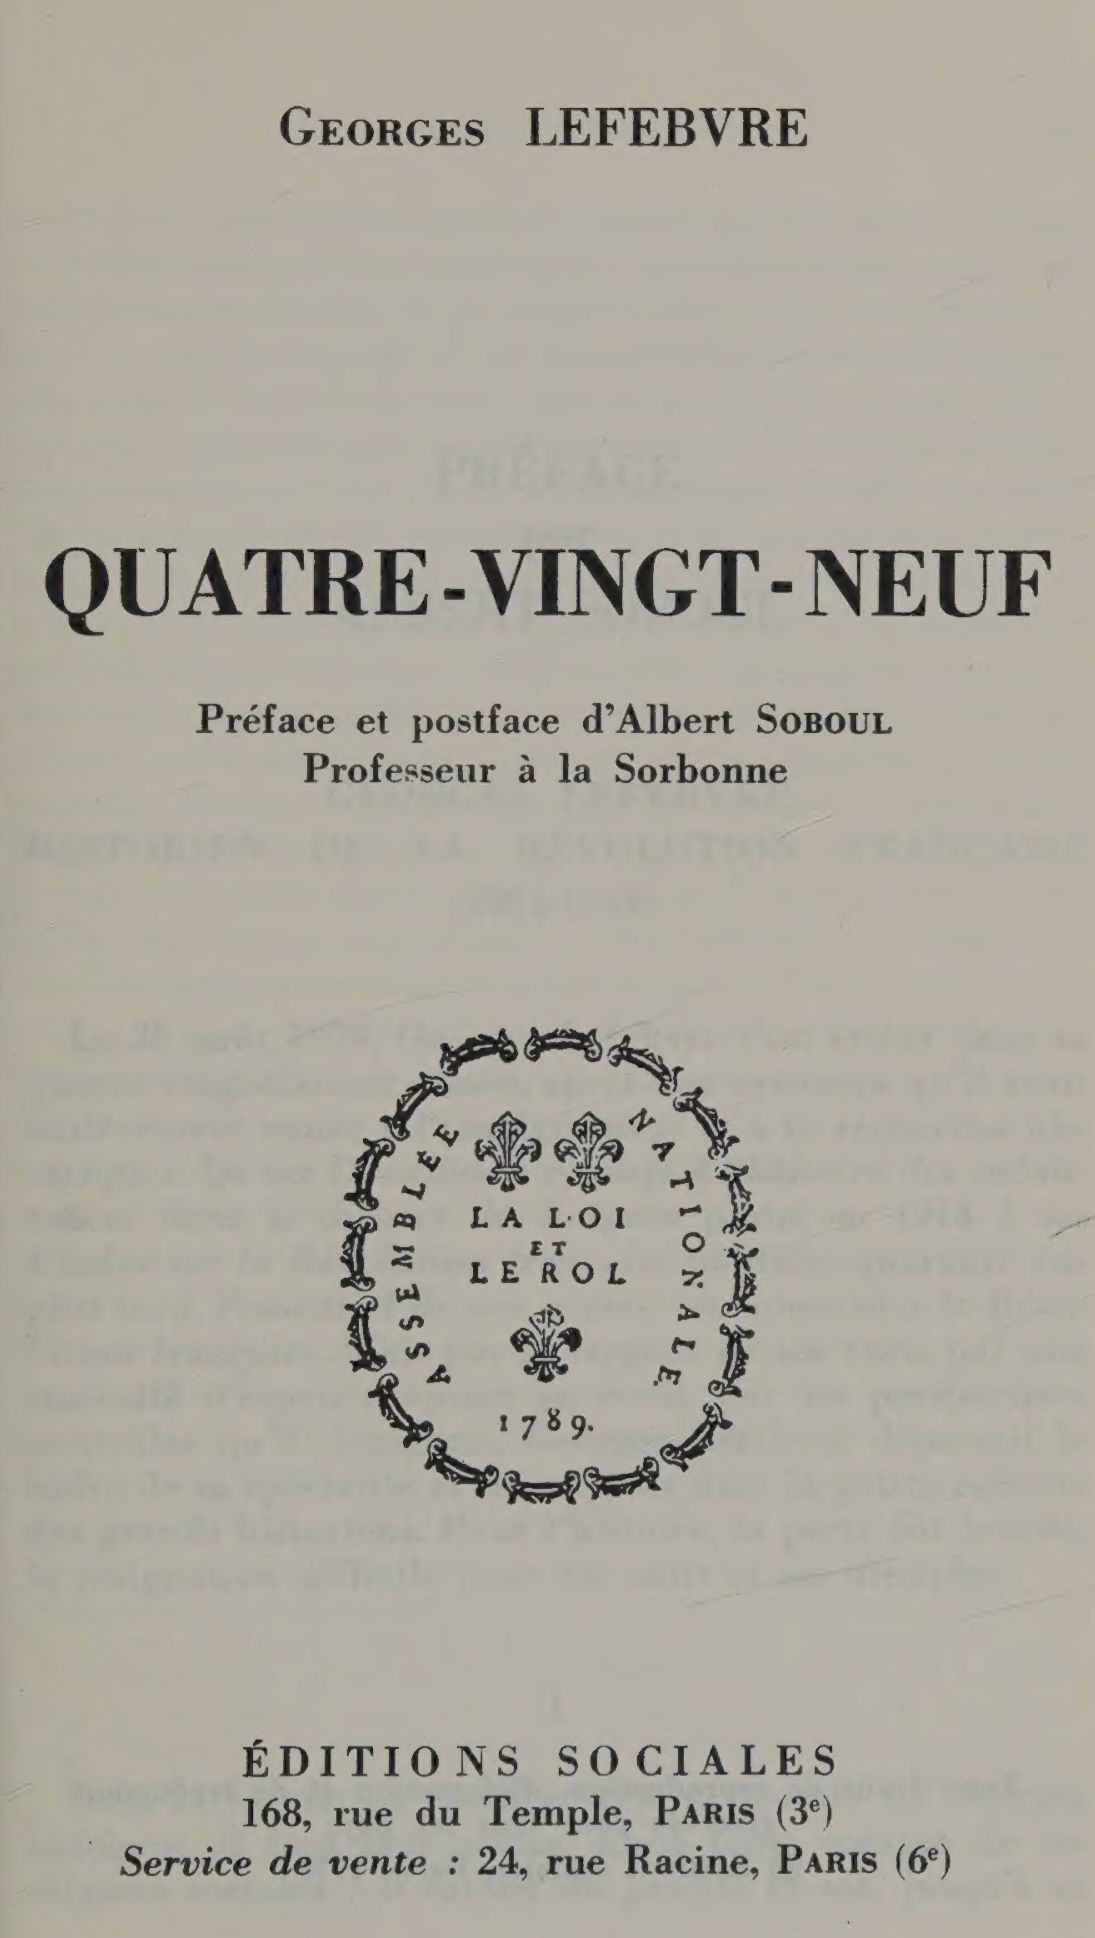 GEORGES LEFEBVRE
QUATRE-VINGT-NEUF
Préface et postface d'Albert SOBOUL
Professeur à la Sorbonne
ASSEMBLÉE NATIONALE.
LA LOI
ET
LE ROI
1789.
ÉDITIONS SOCIALES
168, rue du Temple, PARIS (3e)
Service de vente : 24, rue Racine, PARIS (6e)